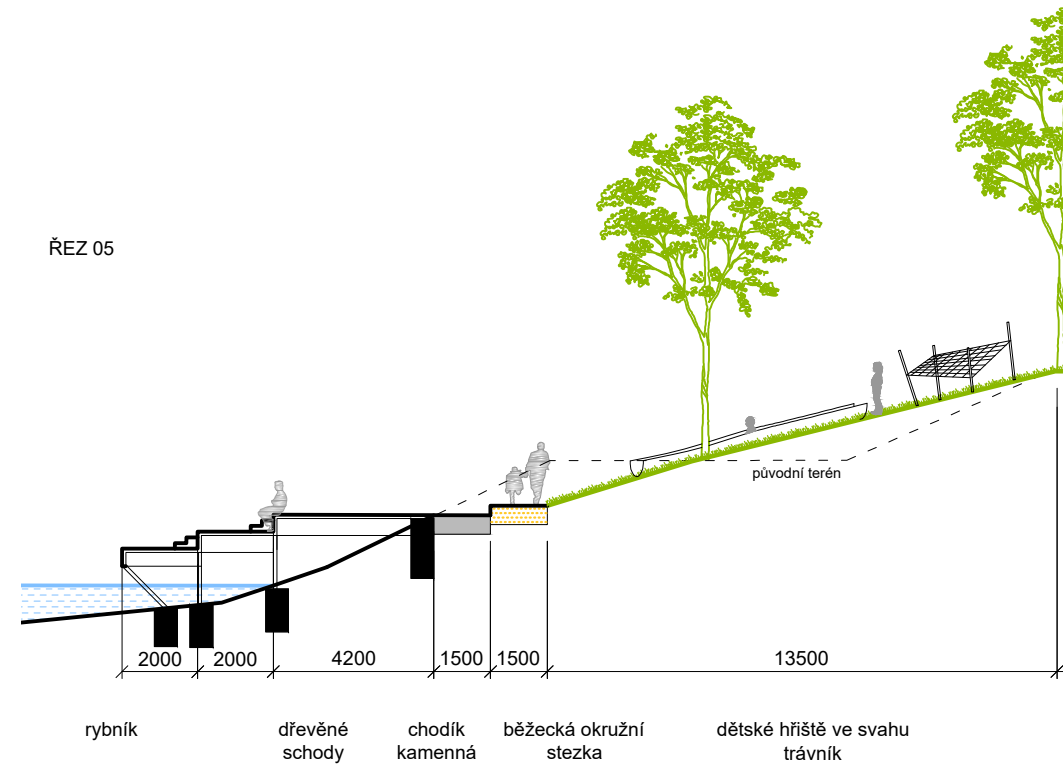 ŘEZ 05
původní terén
2000 2000 4200 1500 1500 13500
rybník dřevěné chodík běžecká okružní dětské hřiště ve svahu
schody kamenná stezka trávník